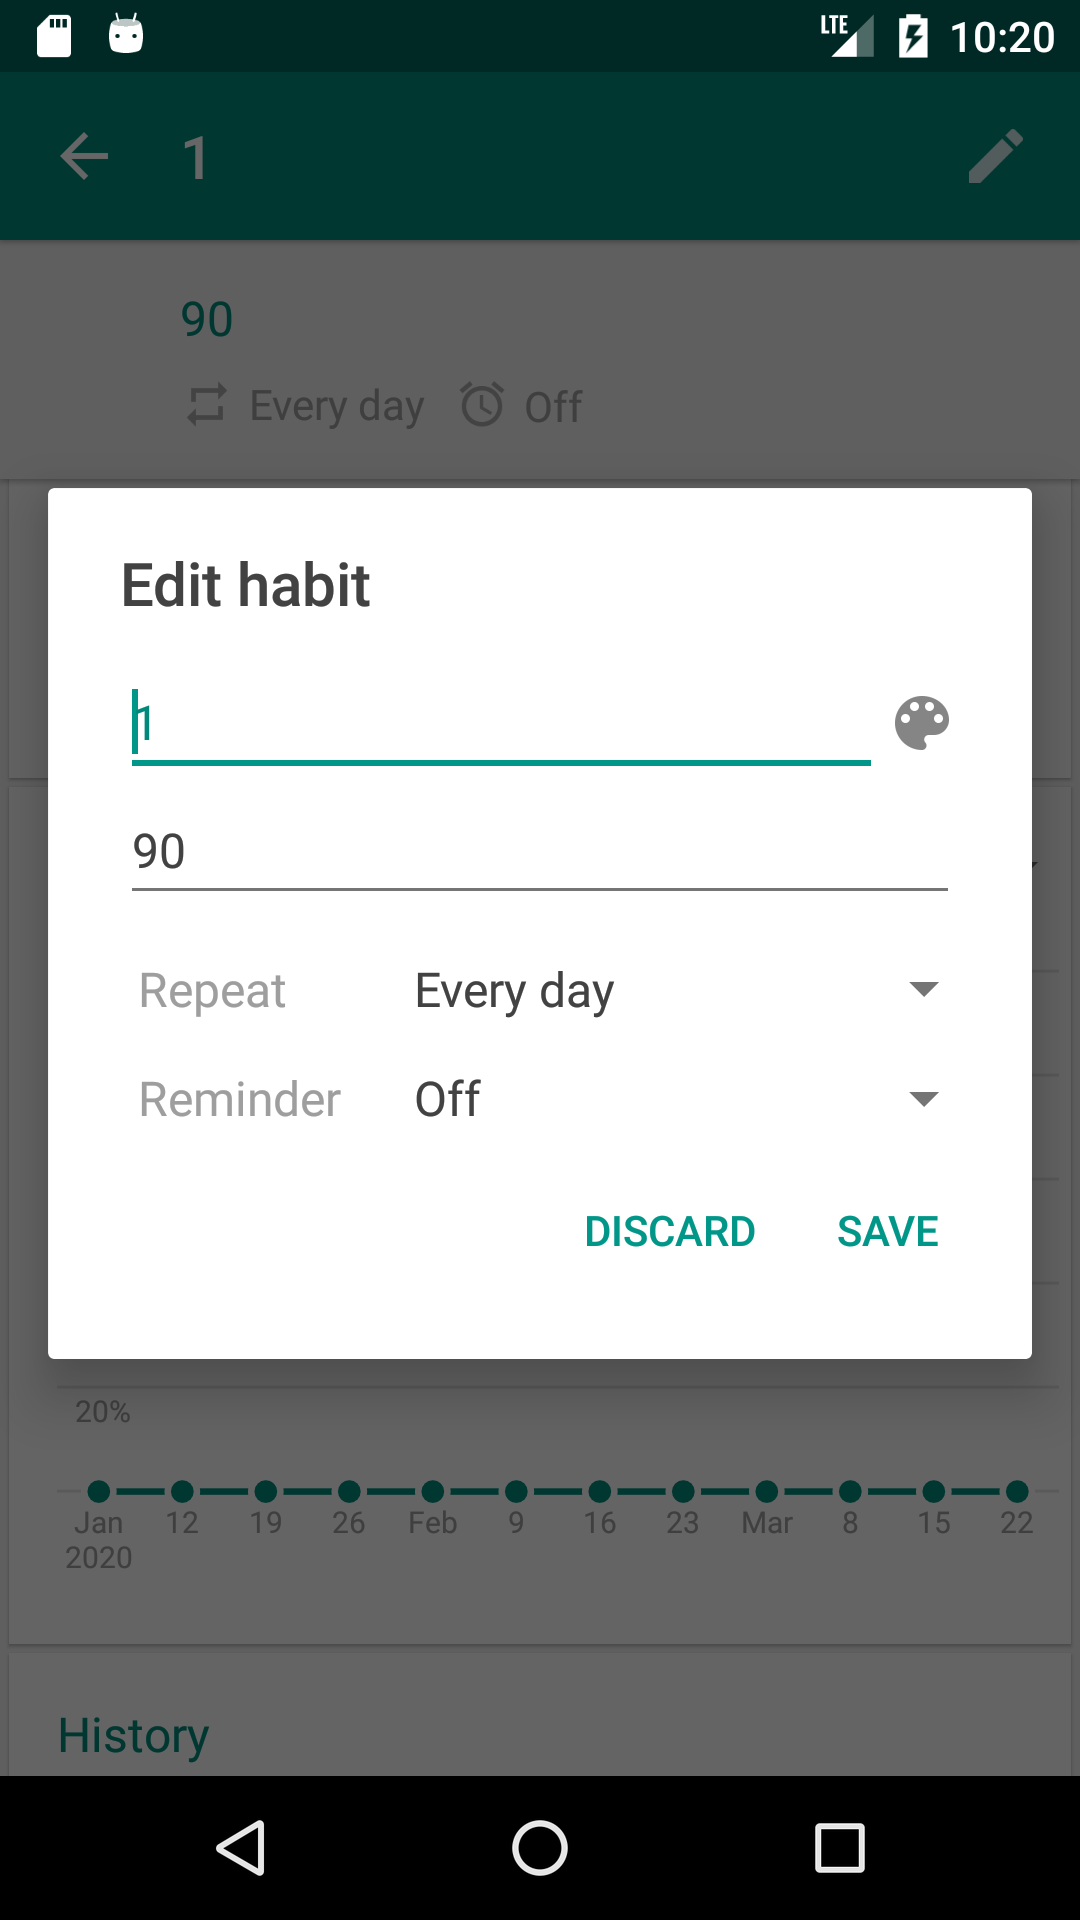 LTE 10:20
1
90
Every day Off
Edit habit
1
90
Repeat Every day
Reminder Off
DISCARD SAVE
20%
Jan 12 19 26 Feb 9 16 23 Mar 8 15 22
2020
History